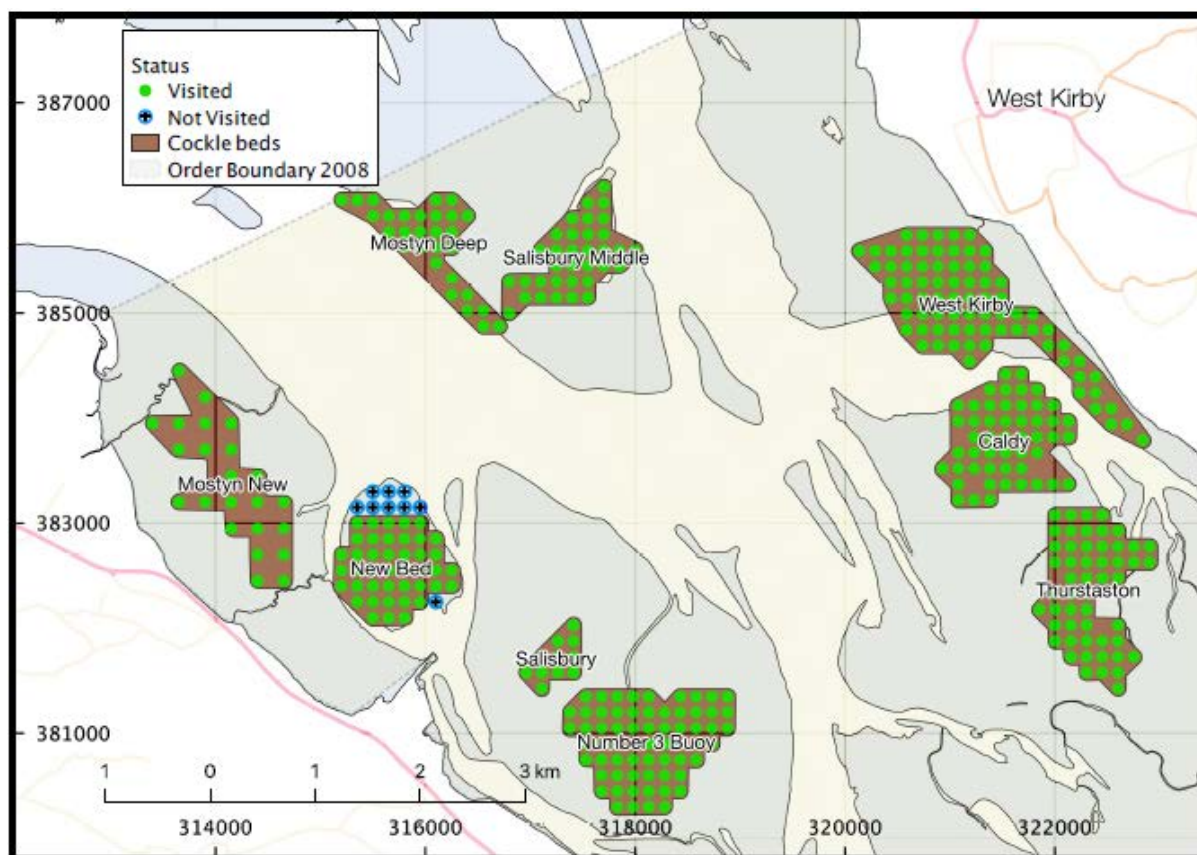 Status
Visited
Not Visited
Cockle beds
Order Boundary 2008
387000
West Kirby
Mostyn Deep
Salisbury Middle
385000
West Kirby
Caldy
Mostyn New
383000
New Bed
Thurstaston
Salisbury
381000
Number 3 Buoy
1 0 1 2 3 km
314000 316000 318000 320000 322000